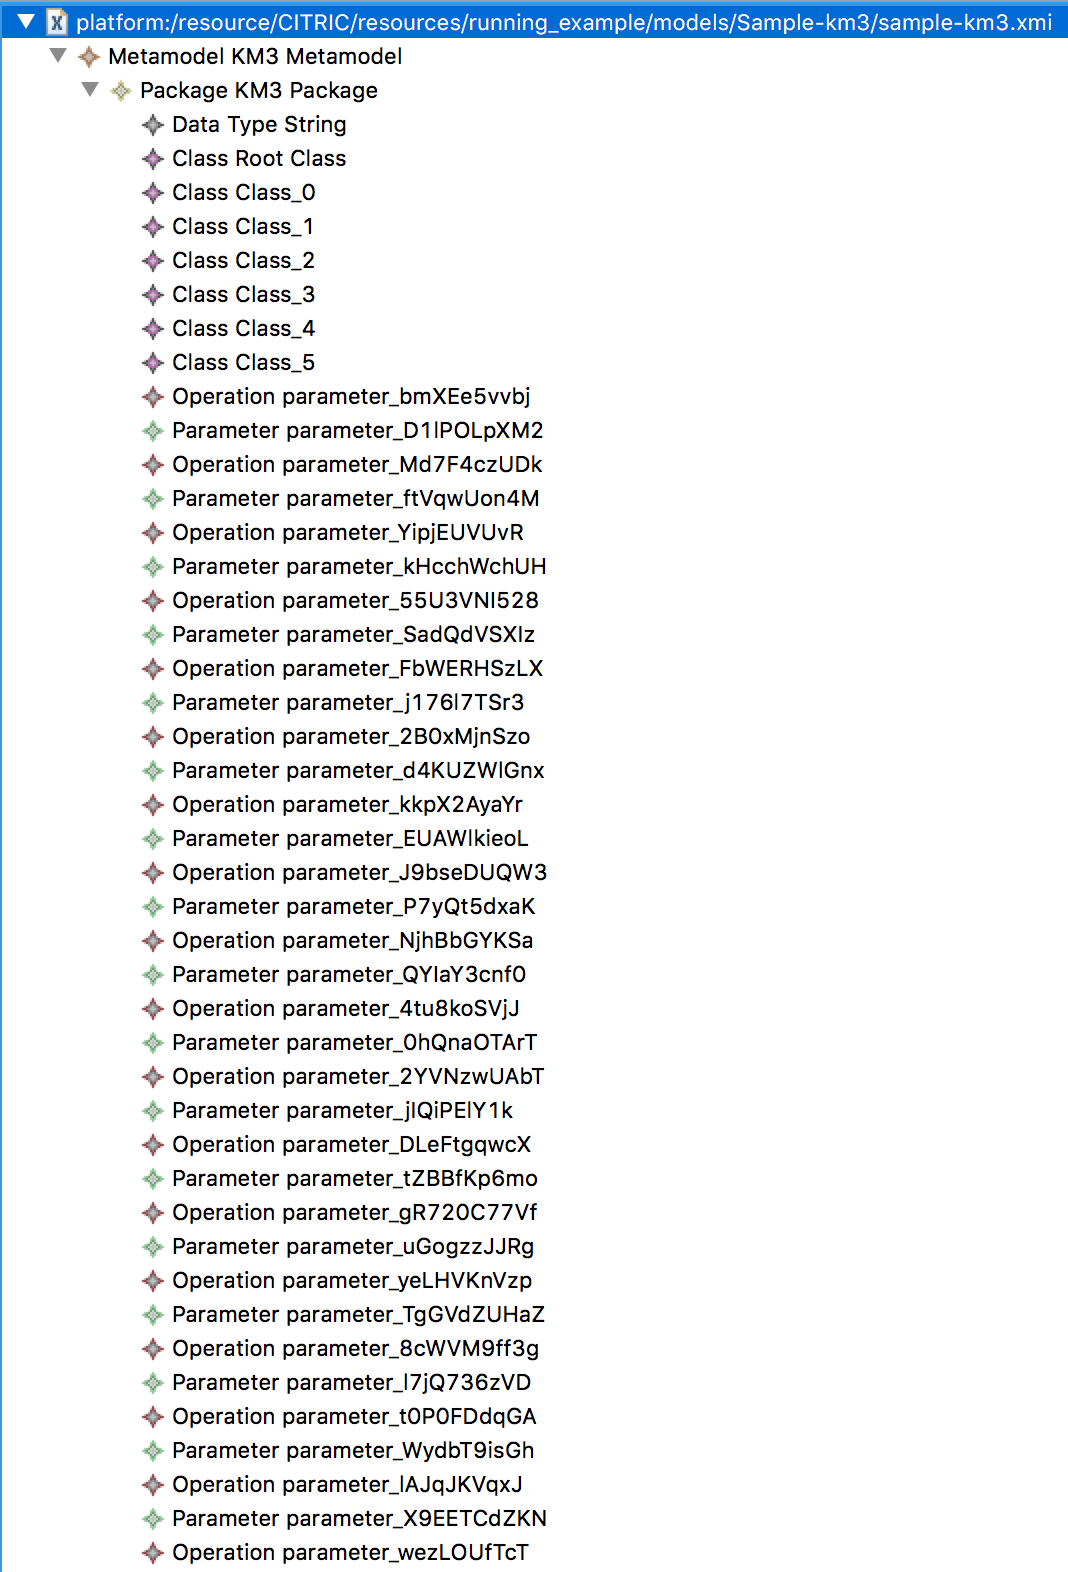 platform:/resource/CITRIC/resources/running_example/models/Sample-km3/sample-km3.xmi
Metamodel KM3 Metamodel
Package KM3 Package
Data Type String
Class Root Class
Class Class_0
Class Class_1
Class Class_2
Class Class_3
Class Class_4
Class Class_5
Operation parameter_bmXEe5vvbj
Parameter parameter_D1lPOLpXM2
Operation parameter_Md7F4czUDk
Parameter parameter_ftVqwUon4M
Operation parameter_YipjEUVUvR
Parameter parameter_kHcchWchUH
Operation parameter_55U3VNI528
Parameter parameter_SadQdVSXIz
Operation parameter_FbWERHSzLX
Parameter parameter_j176l7TSr3
Operation parameter_2B0xMjnSzo
Parameter parameter_d4KUZWlGnx
Operation parameter_kkpX2AyaYr
Parameter parameter_EUAWlkieoL
Operation parameter_J9bseDUQW3
Parameter parameter_P7yQt5dxaK
Operation parameter_NjhBbGYKSa
Parameter parameter_QYIaY3cnf0
Operation parameter_4tu8koSVjJ
Parameter parameter_0hQnaOTArT
Operation parameter_2YVNzwUAbT
Parameter parameter_jIQiPElY1k
Operation parameter_DLeFtgqwcX
Parameter parameter_tZBBfKp6mo
Operation parameter_gR720C77Vf
Parameter parameter_uGogzzJJRg
Operation parameter_yeLHVKnVzp
Parameter parameter_TgGVdZUHaZ
Operation parameter_8cWVM9ff3g
Parameter parameter_l7jQ736zVD
Operation parameter_t0P0FDdqGA
Parameter parameter_WydbT9isGh
Operation parameter_lAJqJKVqxJ
Parameter parameter_X9EETCdZKN
Operation parameter_wezLOUfTcT